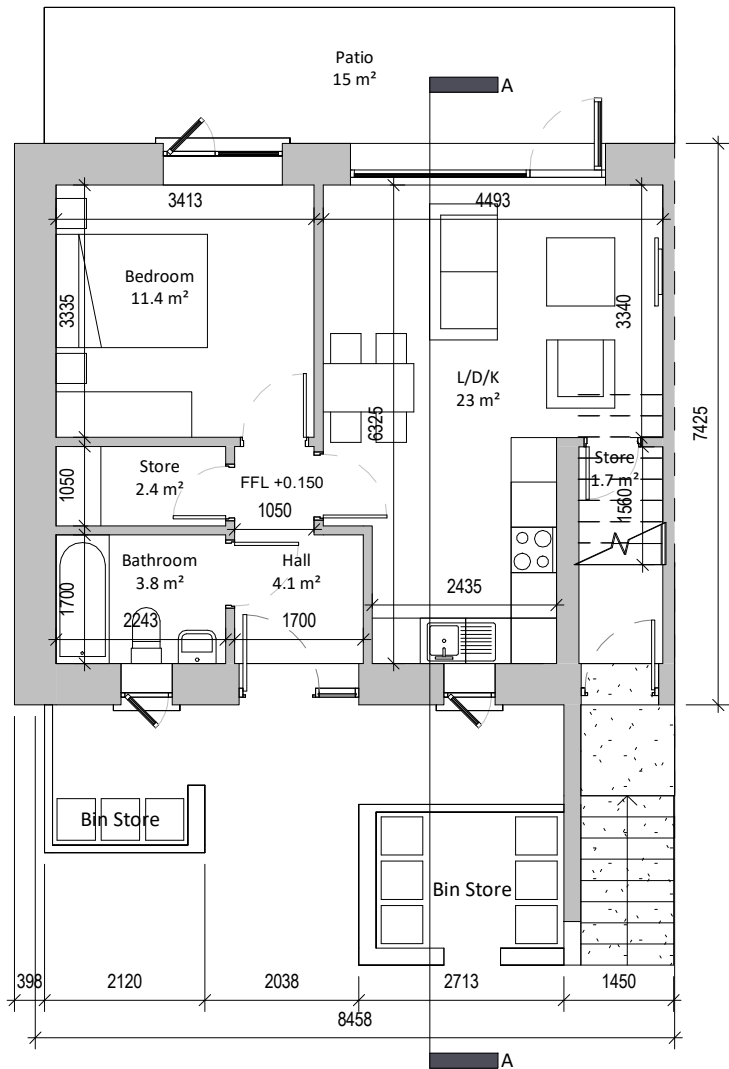 Patio
15 m²
A
3413
4493
Bedroom
11.4 m²
3335
3340
L/D/K
23 m²
6325
7425
Store
2.4 m²
FFL +0.150
Store
1.7 m²
1050
1050
1560
Bathroom
3.8 m²
Hall
4.1 m²
1700
2435
2243
1700
Bin Store
Bin Store
398
2120
2038
2713
1450
8458
A